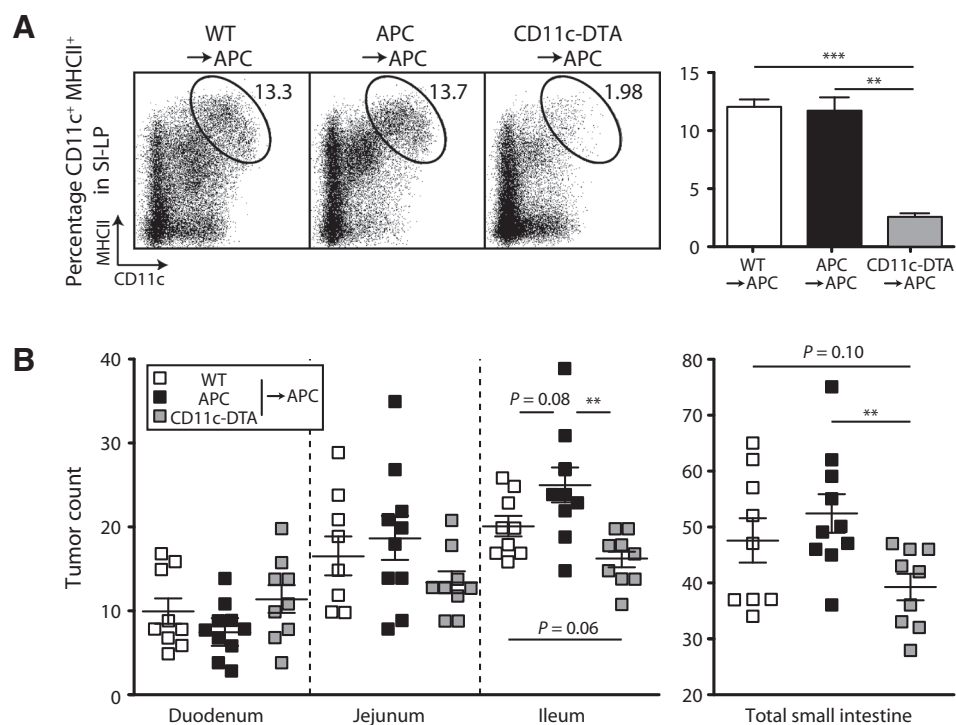 A
WT
→APC
APC
→APC
CD11c-DTA
→APC
Percentage CD11c⁺ MHCII⁺
in SI-LP
13.3
13.7
1.98
MHCII
CD11c
***
**
15
10
5
0
WT
→APC
APC
→APC
CD11c-DTA
→APC
B
Tumor count
40
30
20
10
0
WT
APC
CD11c-DTA
→APC
P = 0.08
**
P = 0.06
Duodenum
Jejunum
Ileum
80
70
60
50
40
30
20
P = 0.10
**
Total small intestine